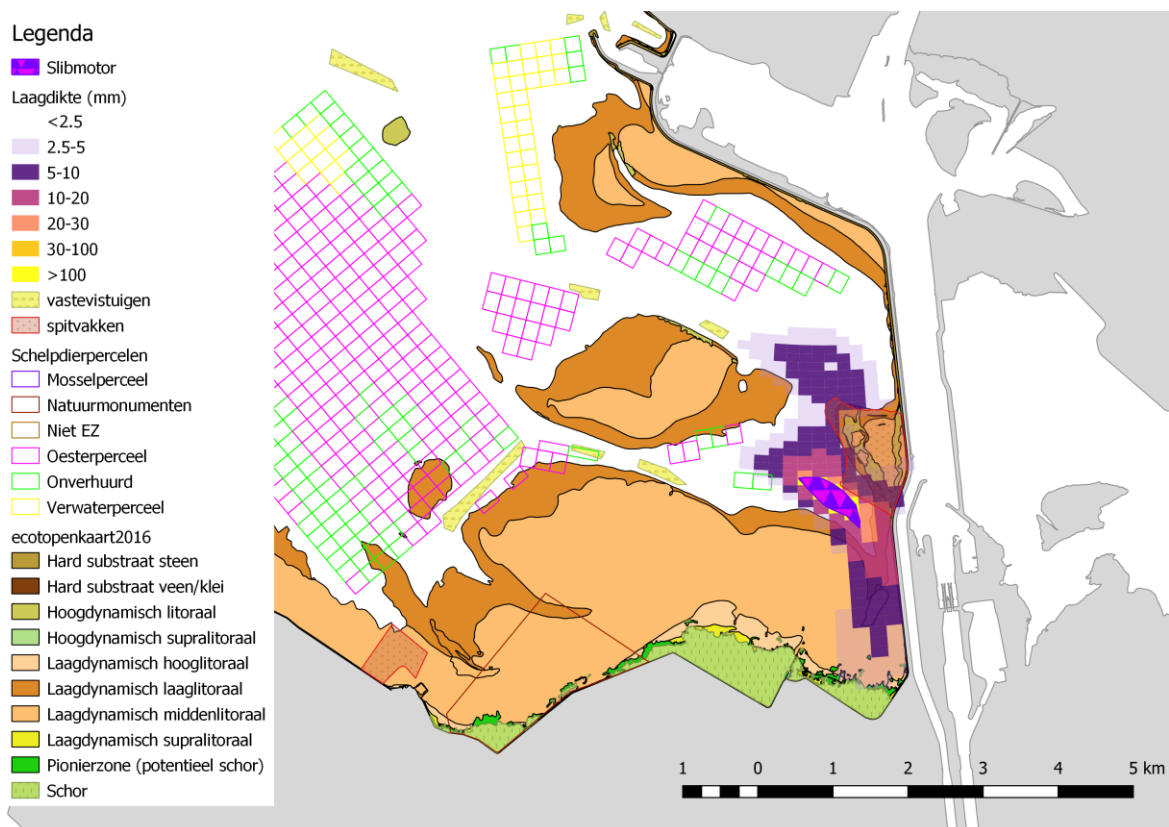 Legenda
Slibmotor
Laagdikte (mm)
<2.5
2.5-5
5-10
10-20
20-30
30-100
>100
vastevistuigen
spitvakken
Schelpdierpercelen
Mosselperceel
Natuurmonumenten
Niet EZ
Oesterperceel
Onverhuurd
Verwaterperceel
ecotopenkaart2016
Hard substraat steen
Hard substraat veen/klei
Hoogdynamisch litoraal
Hoogdynamisch supralitoraal
Laagdynamisch hooglitoraal
Laagdynamisch laaglitoraal
Laagdynamisch middenlitoraal
Laagdynamisch supralitoraal
Pionierzone (potentieel schor)
Schor
1 0 1 2 3 4 5 km